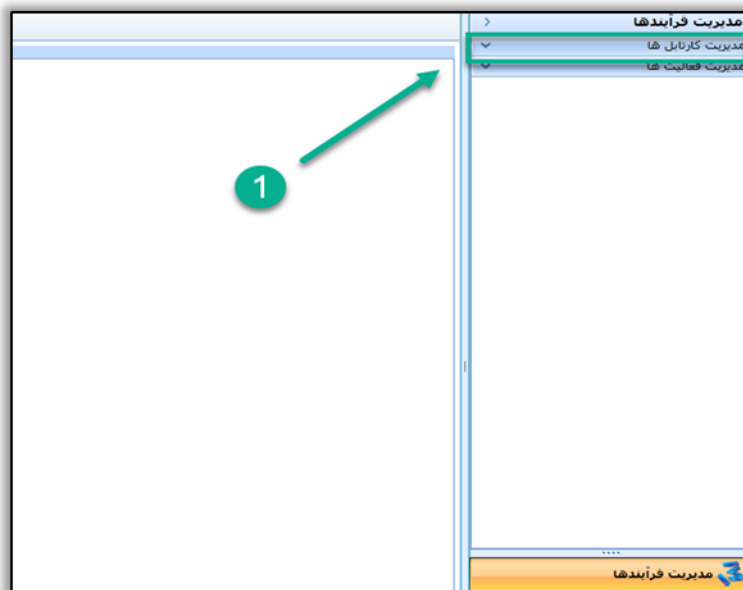 مدیریت فرآیندها
مدیریت کارتابل ها
مدیریت فعالیت ها
1
مدیریت فرآیندها